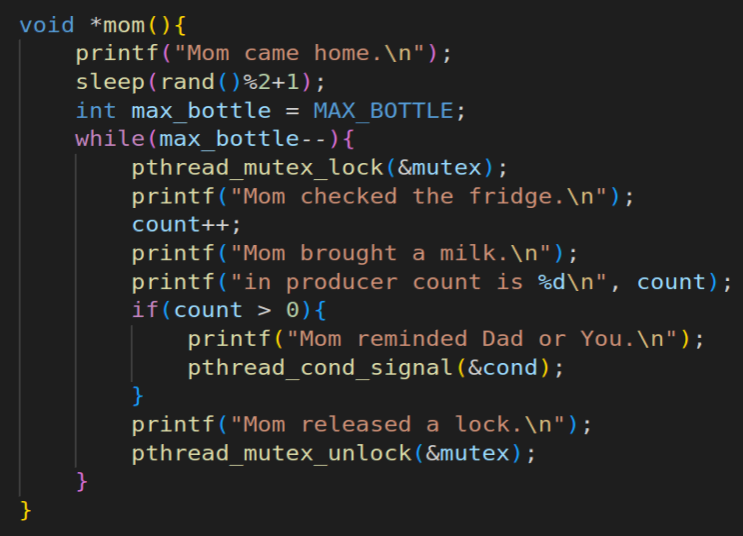 void *mom(){
    printf("Mom came home.\n");
    sleep(rand()%2+1);
    int max_bottle = MAX_BOTTLE;
    while(max_bottle--){
        pthread_mutex_lock(&mutex);
        printf("Mom checked the fridge.\n");
        count++;
        printf("Mom brought a milk.\n");
        printf("in producer count is %d\n", count);
        if(count > 0){
            printf("Mom reminded Dad or You.\n");
            pthread_cond_signal(&cond);
        }
        printf("Mom released a lock.\n");
        pthread_mutex_unlock(&mutex);
    }
}